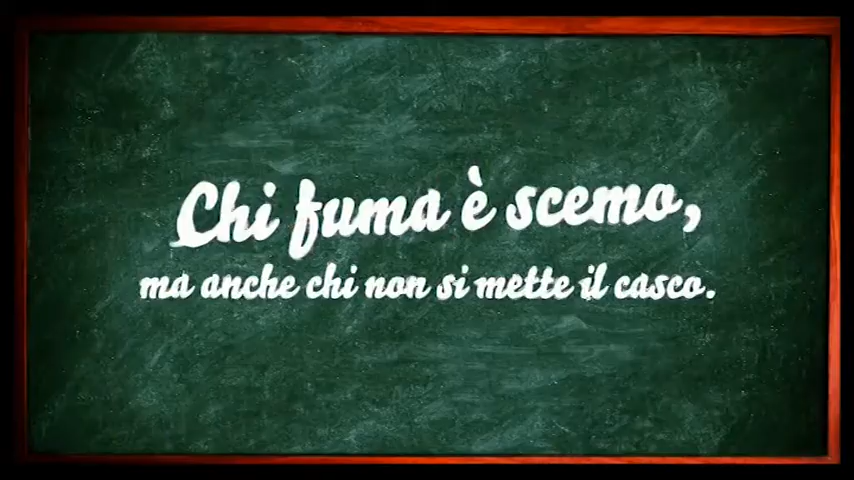 Chi fuma è scemo,
ma anche chi non si mette il casco.